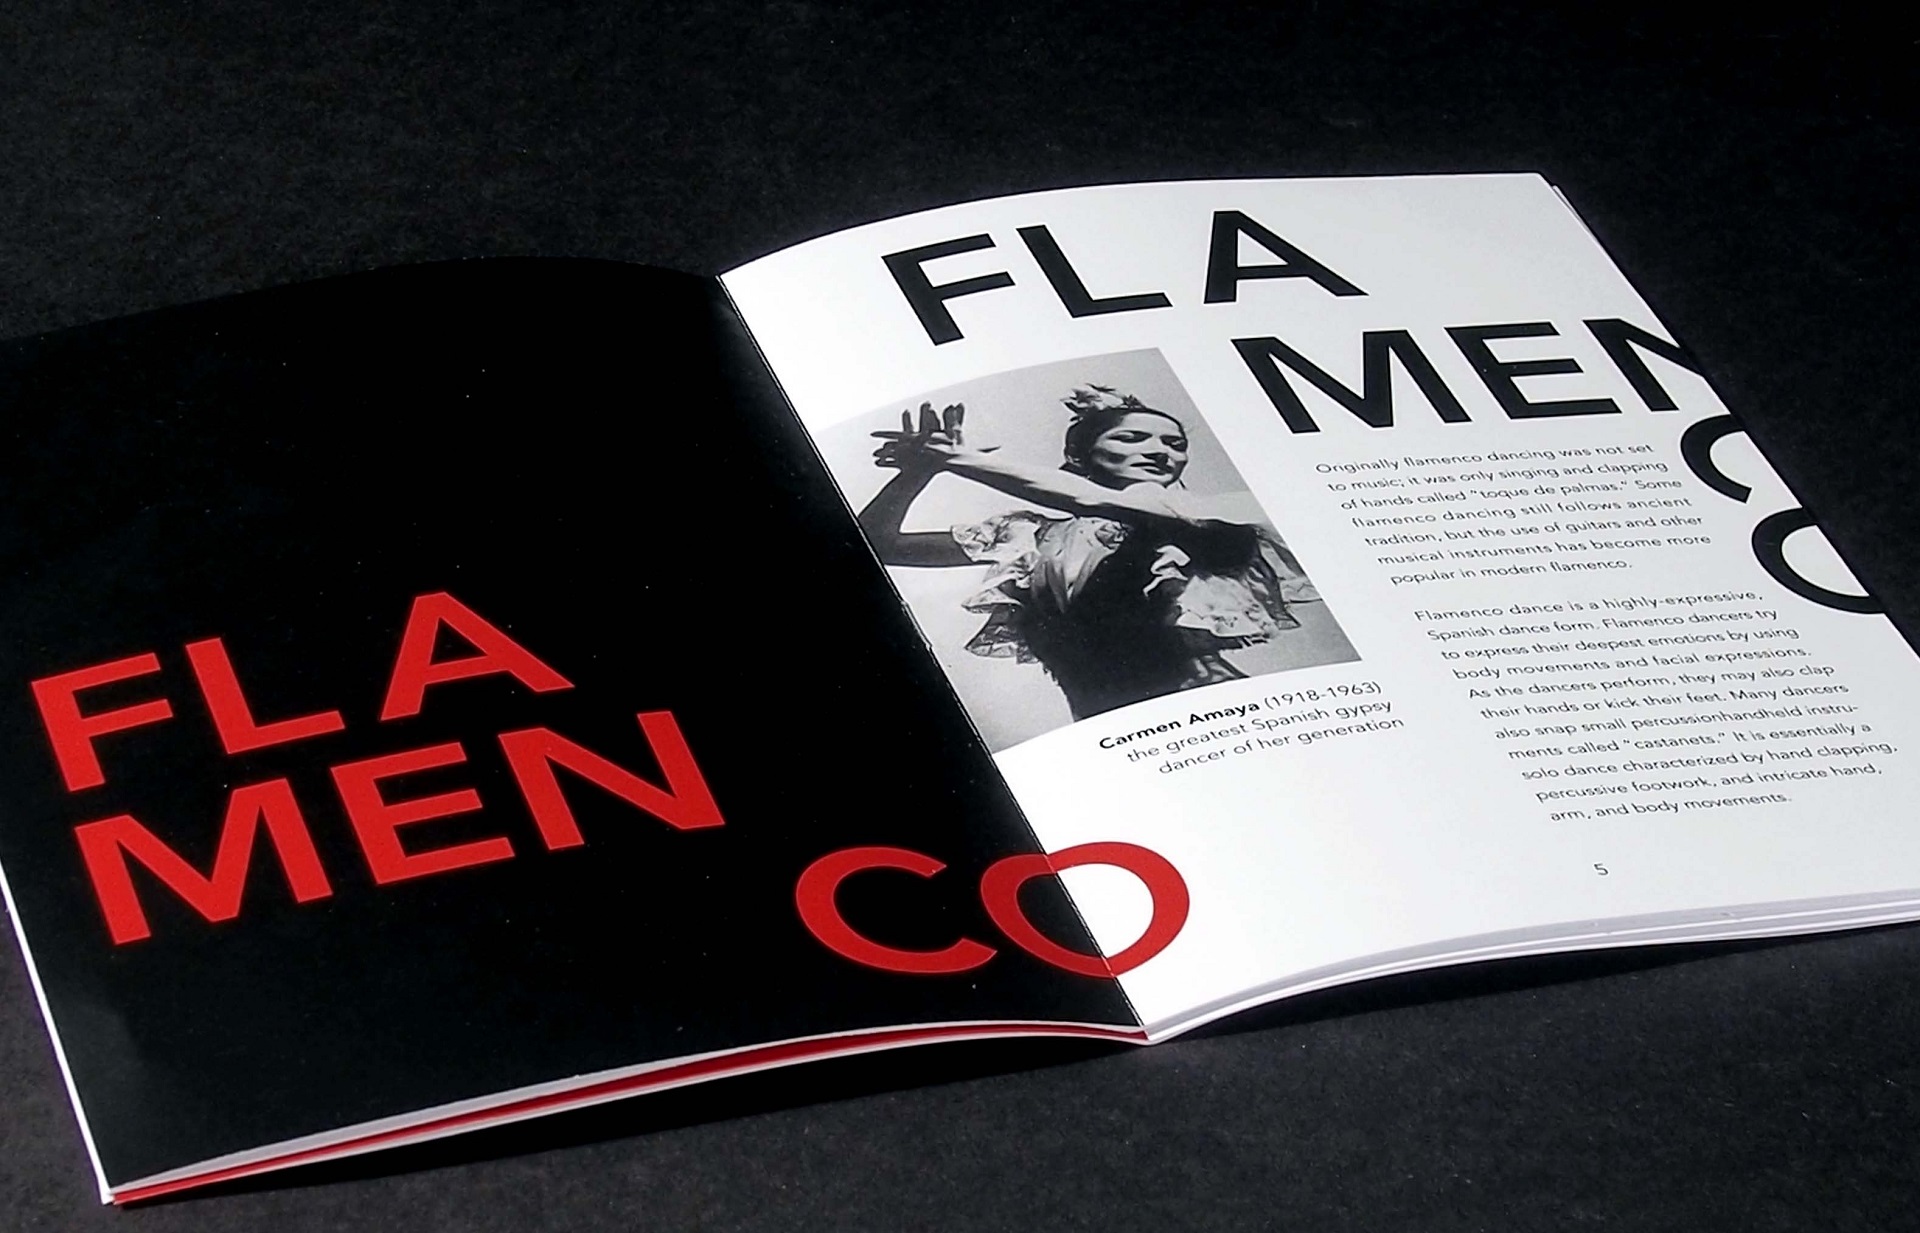 FLA
MEN
CO
FLA
MEN
CO
Carmen Amaya (1918-1963)
the greatest Spanish gypsy
dancer of her generation
Originally flamenco dancing was not set
to music; it was only singing and clapping
of hands called "toque de palmas." Some
flamenco dancing still follows ancient
tradition, but the use of guitars and other
musical instruments has become more
popular in modern flamenco.
Flamenco dance is a highly-expressive,
Spanish dance form. Flamenco dancers try
to express their deepest emotions by using
body movements and facial expressions.
As the dancers perform, they may also clap
their hands or kick their feet. Many dancers
also snap small percussionhandheld instru-
ments called "castanets." It is essentially a
solo dance characterized by hand clapping,
percussive footwork, and intricate hand,
arm, and body movements.
5